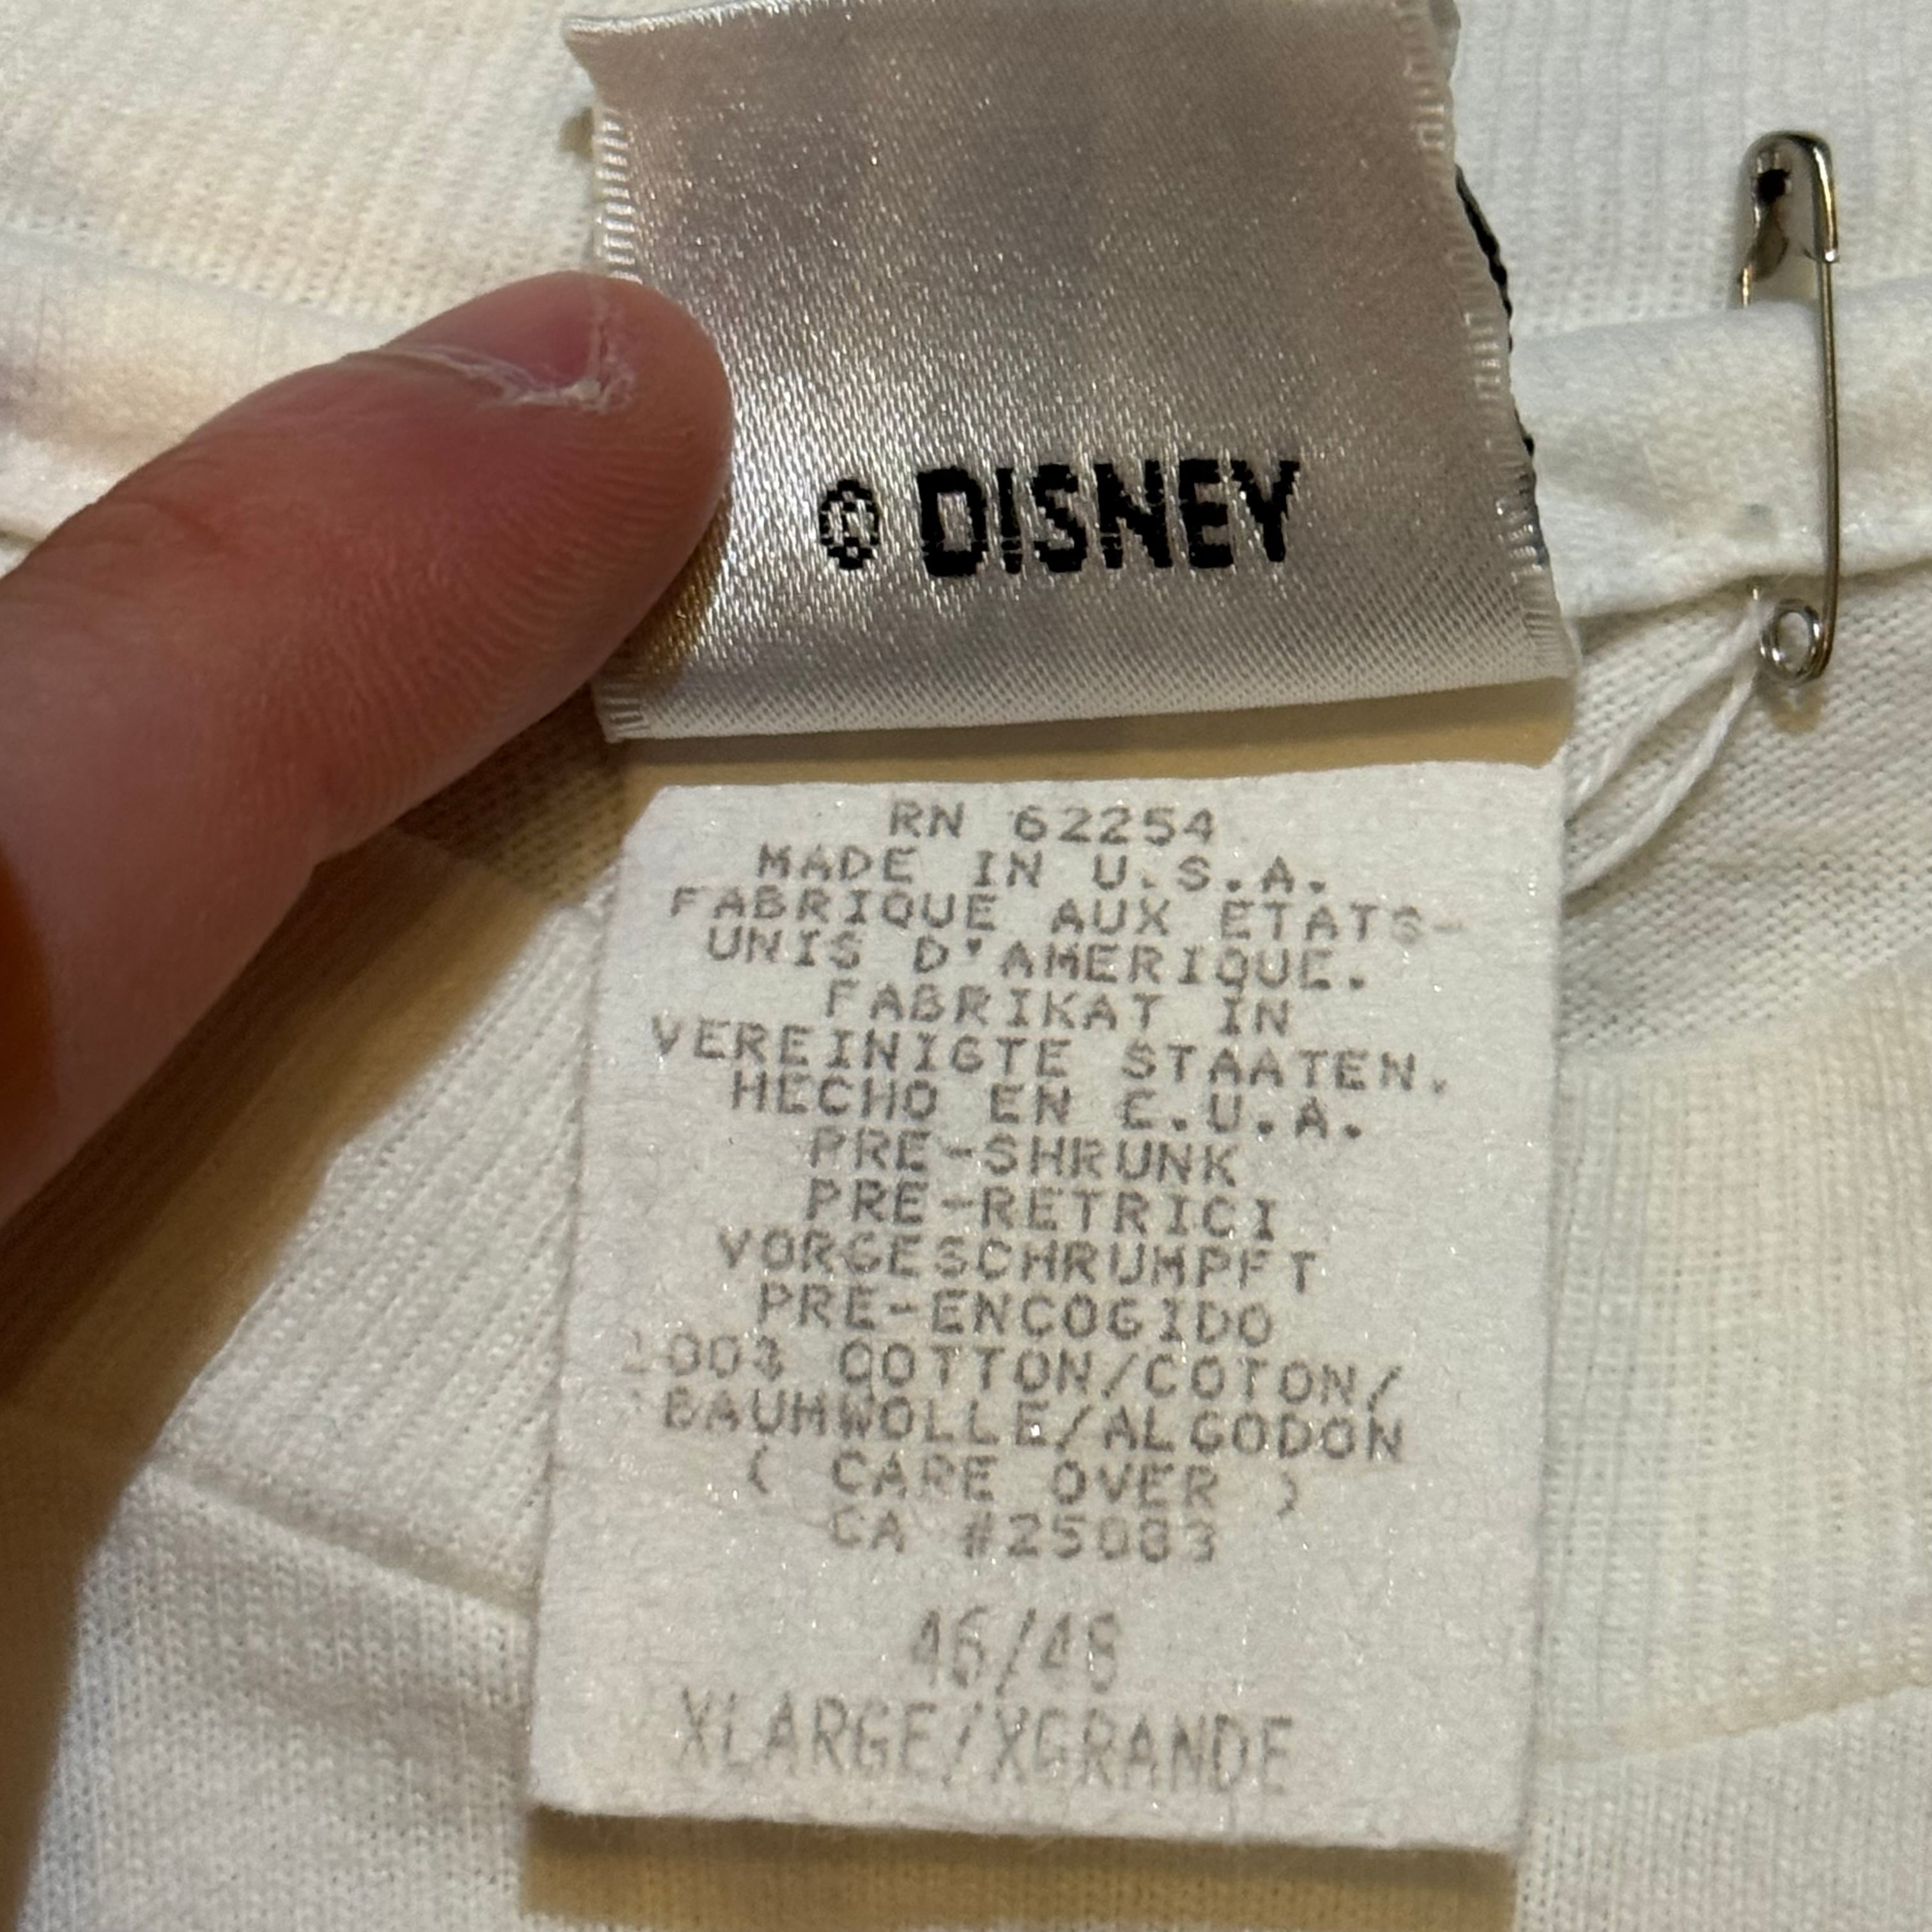 © DISNEY
RN 62254
MADE IN U.S.A.
FABRIQUE AUX ETATS-
UNIS D'AMERIQUE.
FABRIKAT IN
VEREINIGTE STAATEN.
HECHO EN E.U.A.
PRE-SHRUNK
PRE-RETRICI
VORGESCHRUMPFT
PRE-ENCOGIDO
100% COTTON/COTON/
BAUMWOLLE/ALGODON
( CARE OVER )
CA #25083
46/48
XLARGE/XGRANDE